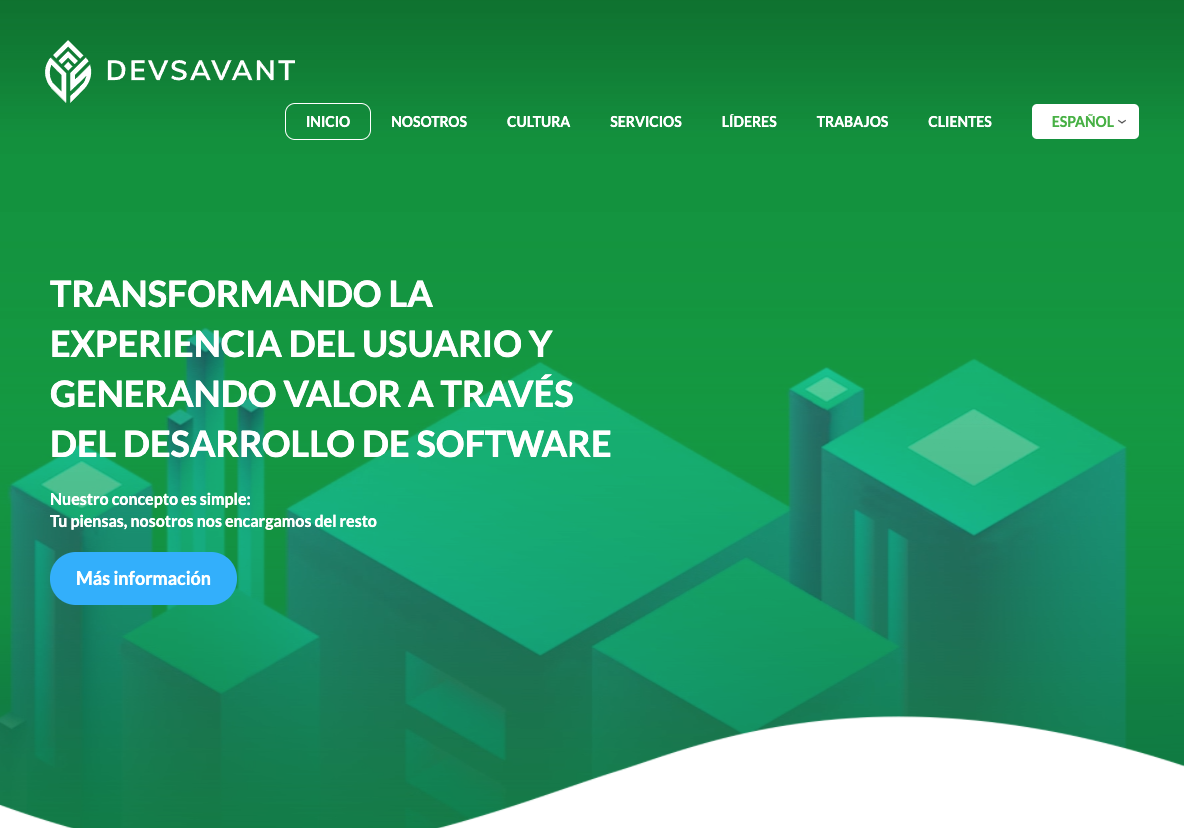 DEVSAVANT
INICIO NOSOTROS CULTURA SERVICIOS LÍDERES TRABAJOS CLIENTES ESPAÑOL
TRANSFORMANDO LA
EXPERIENCIA DEL USUARIO Y
GENERANDO VALOR A TRAVÉS
DEL DESARROLLO DE SOFTWARE
Nuestro concepto es simple:
Tu piensas, nosotros nos encargamos del resto
Más información